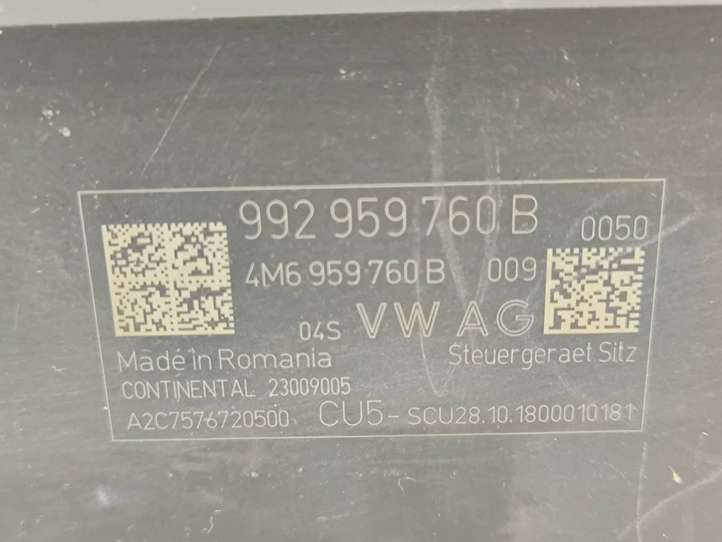 992 959 760 B 0050
4M6 959 760 B 009
04S VW AG
Made in Romania Steuergeraet Sitz
CONTINENTAL 23009005
A2C7576720500 CU5-SCU28.10.1800010181